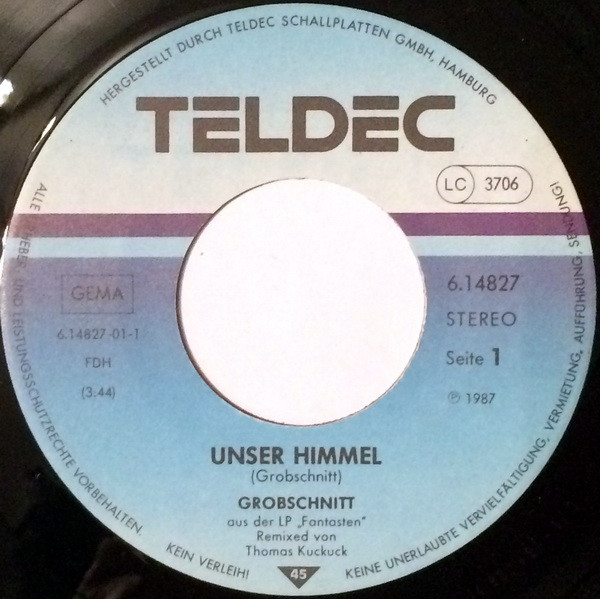 HERGESTELLT DURCH TELDEC SCHALLPLATTEN GMBH, HAMBURG
TELDEC
LC 3706
GEMA
6.14827-01-1
FDH
(3:44)
6.14827
STEREO
Seite 1
℗ 1987
UNSER HIMMEL
(Grobschnitt)
GROBSCHNITT
aus der LP „Fantasten"
Remixed von
Thomas Kuckuck
45
ALLE URHEBER- UND LEISTUNGSSCHUTZRECHTE VORBEHALTEN.
KEIN VERLEIH!
KEINE UNERLAUBTE VERVIELFÄLTIGUNG, VERMIETUNG, AUFFÜHRUNG, SENDUNG!